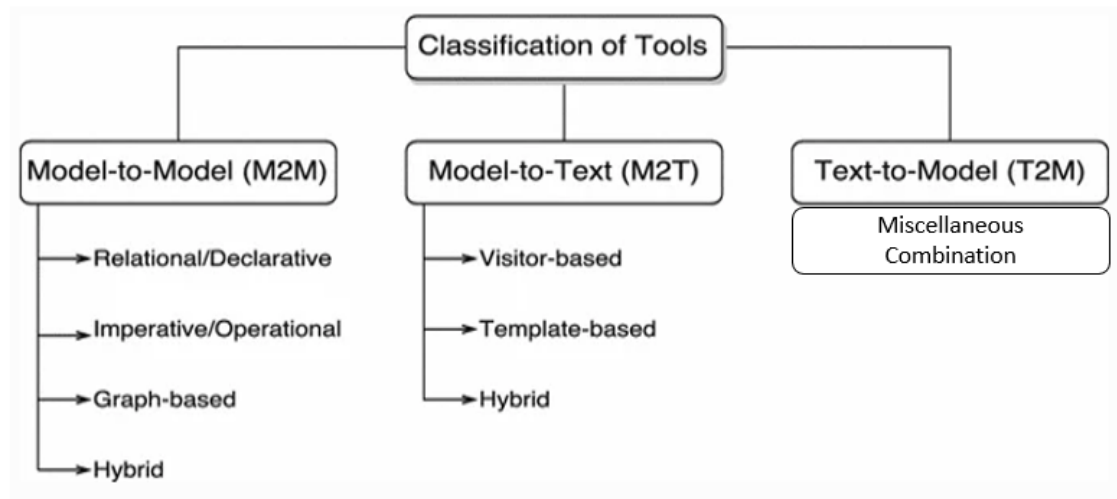 Classification of Tools
Model-to-Model (M2M)
Relational/Declarative
Imperative/Operational
Graph-based
Hybrid
Model-to-Text (M2T)
Visitor-based
Template-based
Hybrid
Text-to-Model (T2M)
Miscellaneous
Combination